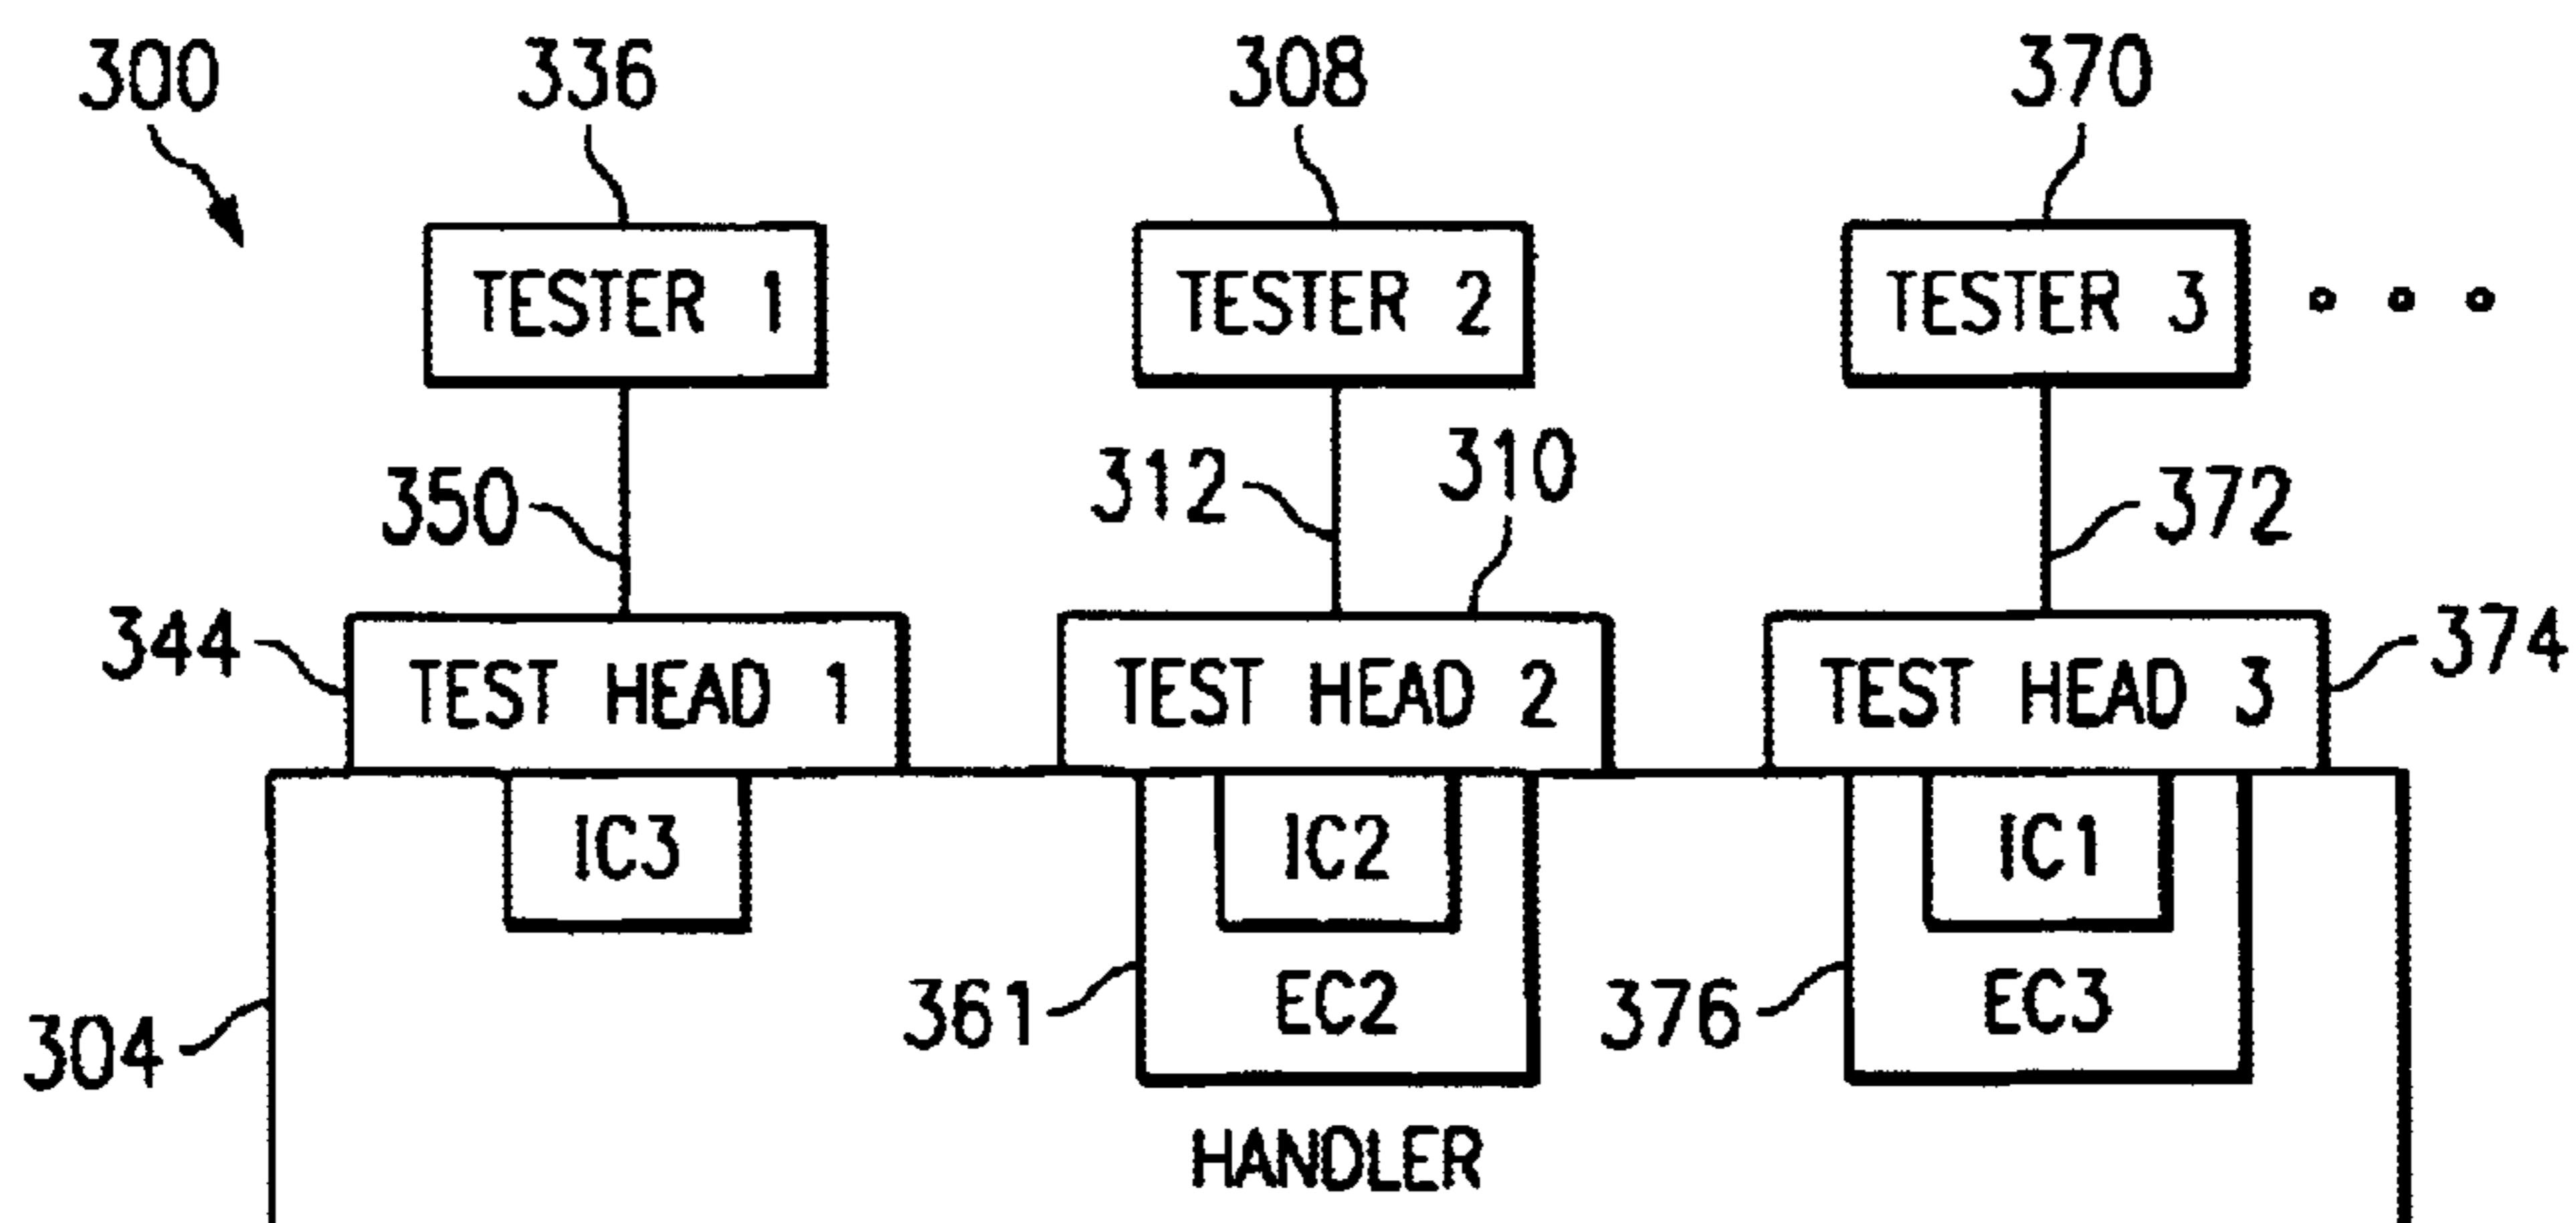 300 336 308 370
TESTER 1 TESTER 2 TESTER 3
350 312 310 372
344 TEST HEAD 1 TEST HEAD 2 TEST HEAD 3 374
IC3 IC2 IC1
304 361 EC2 376 EC3
HANDLER